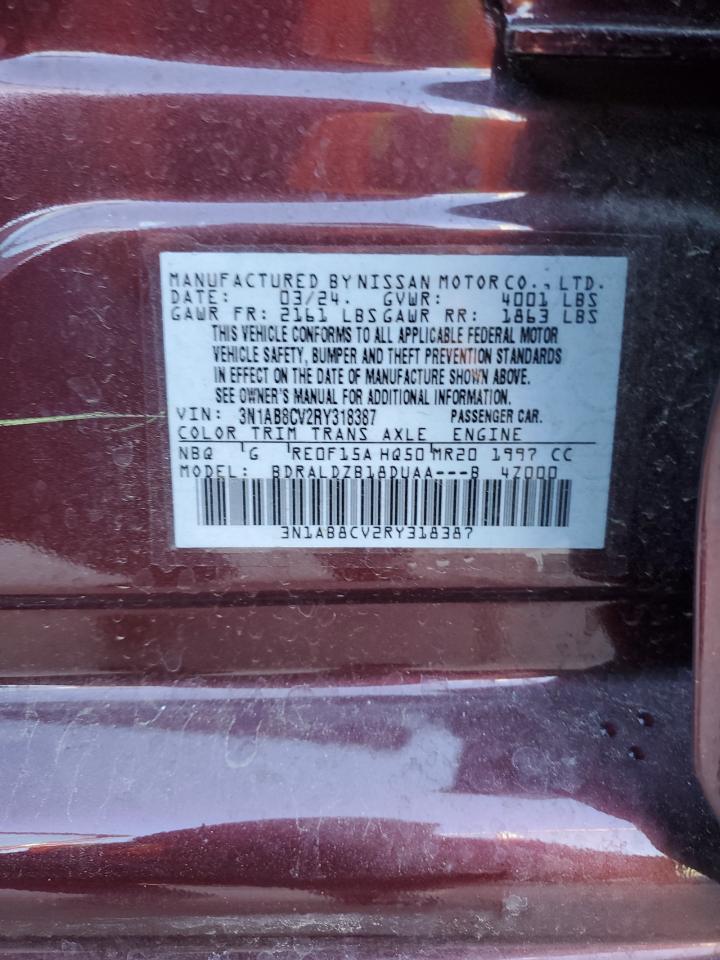 MANUFACTURED BY NISSAN MOTOR CO., LTD.
DATE: 03/24. GVWR: 4001 LBS
GAWR FR: 2161 LBS GAWR RR: 1863 LBS
THIS VEHICLE CONFORMS TO ALL APPLICABLE FEDERAL MOTOR
VEHICLE SAFETY, BUMPER AND THEFT PREVENTION STANDARDS
IN EFFECT ON THE DATE OF MANUFACTURE SHOWN ABOVE.
SEE OWNER'S MANUAL FOR ADDITIONAL INFORMATION.
VIN: 3N1AB8CV2RY318387 PASSENGER CAR.
COLOR TRIM TRANS AXLE ENGINE
NBQ G RE0F15A HQ50 MR20 1997 CC
MODEL: BDRALDZB18DUAA---B 4Z000
3N1AB8CV2RY318387